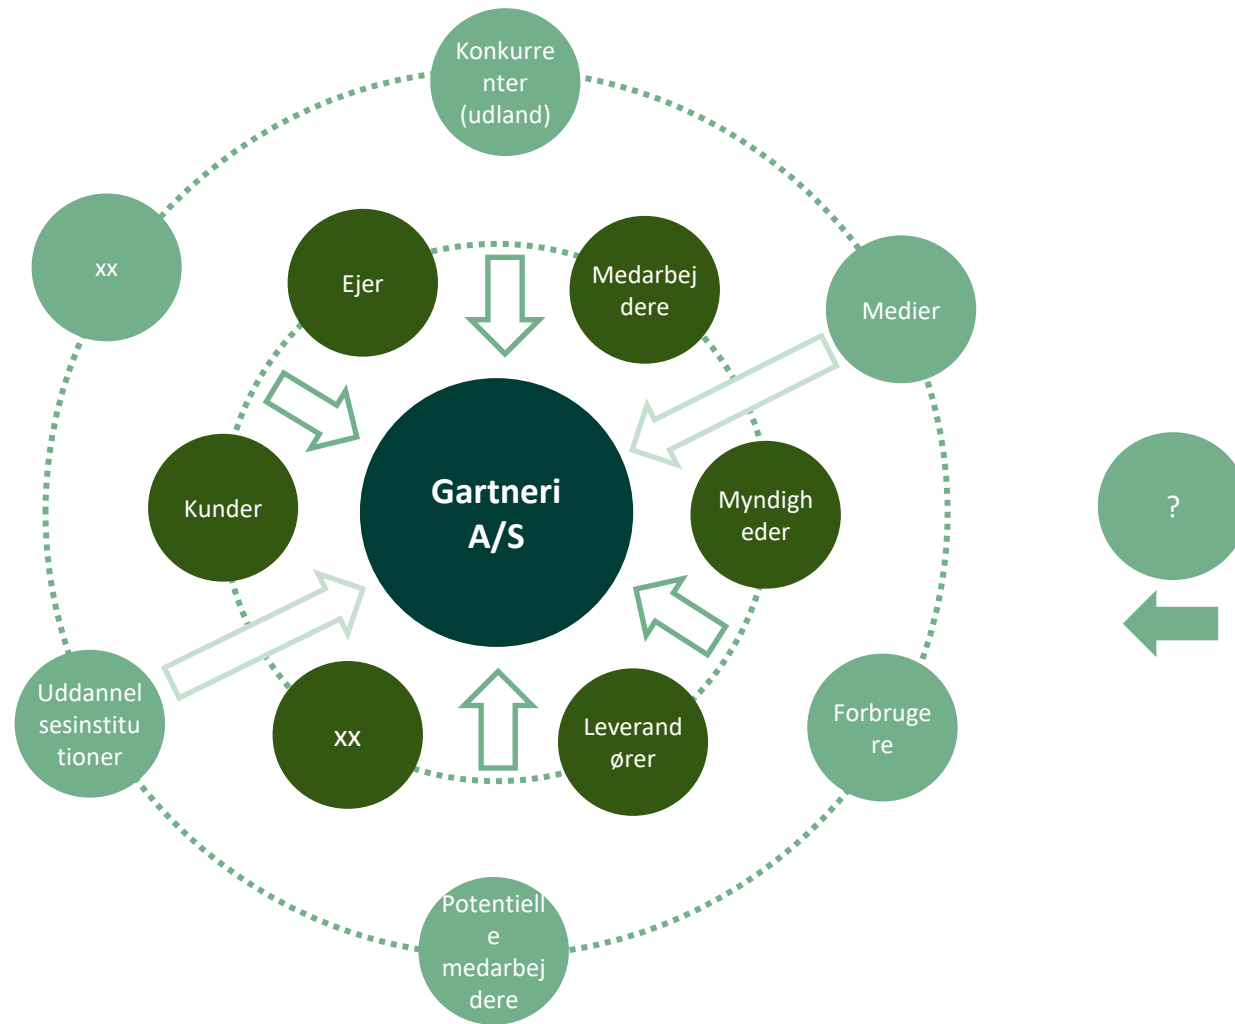 Konkurre
nter
(udland)
xx
Ejer
Medarbej
dere
Medier
Kunder
Gartneri
A/S
Myndigh
eder
?
Uddannel
sesinstitu
tioner
xx
Leverand
ører
Forbruge
re
Potentiell
e
medarbej
dere